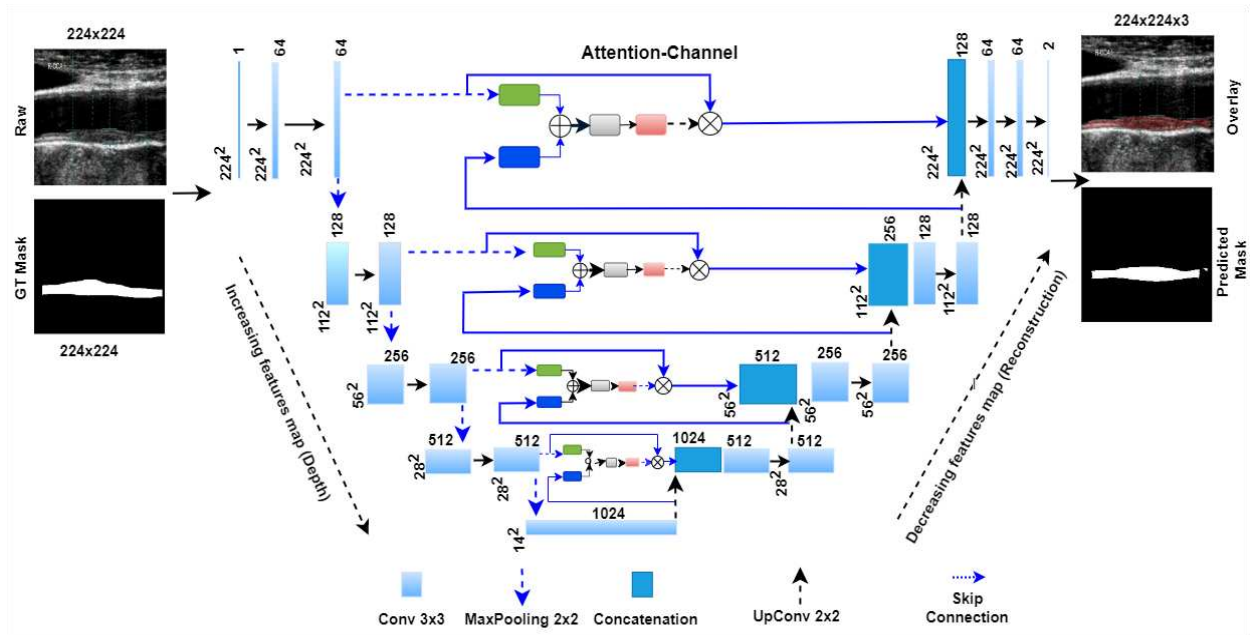 224x224
Raw
GT Mask
224x224
1
64
64
224²
224²
224²
Attention-Channel
128
64
64
2
224²
224²
224²
224²
224x224x3
Overlay
Predicted
Mask
128
128
112²
112²
256
128
128
112²
112²
256
256
56²
512
256
256
56²
56²
56²
512
512
28²
28²
1024
512
512
28²
1024
14²
Increasing features map (Depth)
Decreasing features map (Reconstruction)
Conv 3x3
MaxPooling 2x2
Concatenation
UpConv 2x2
Skip
Connection